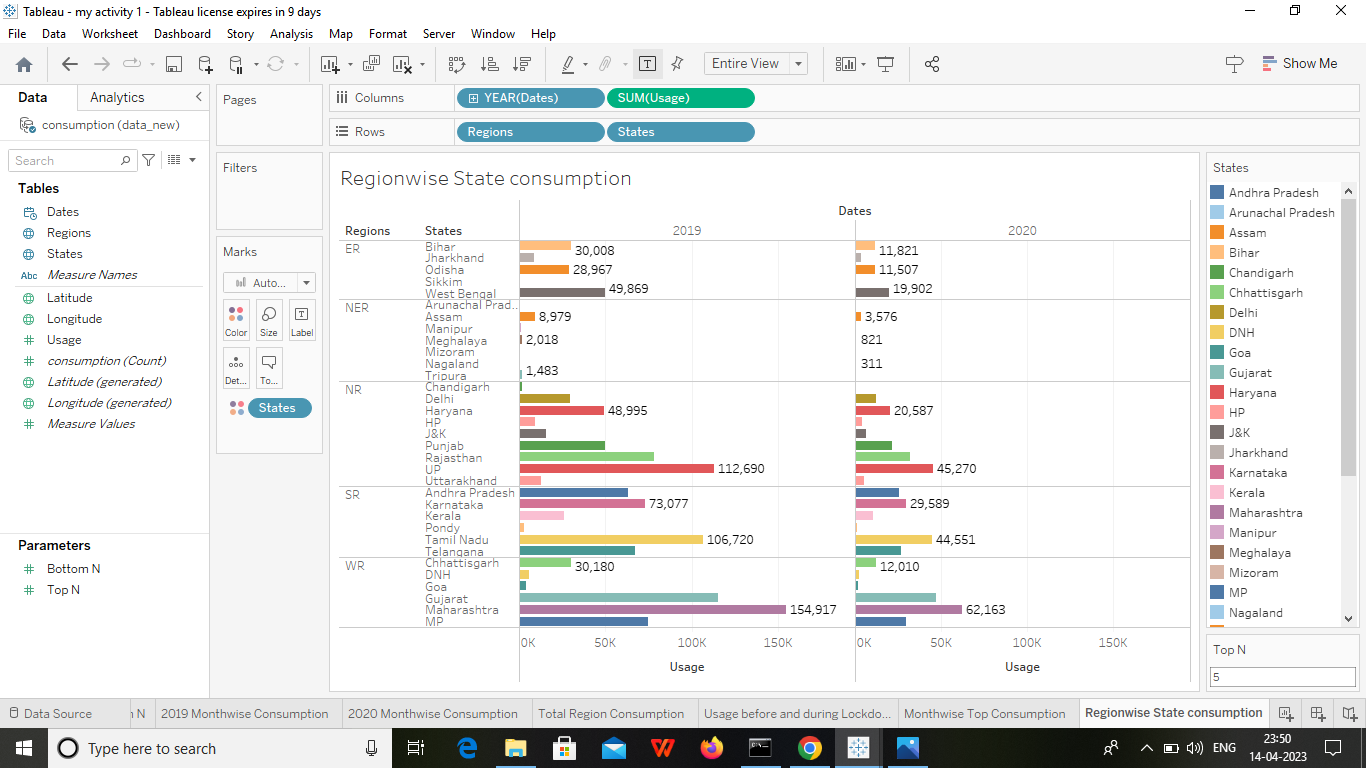 Tableau - my activity 1 - Tableau license expires in 9 days
File Data Worksheet Dashboard Story Analysis Map Format Server Window Help
Entire View
Show Me
Data Analytics
consumption (data_new)
Search
Tables
Dates
Regions
States
Abc Measure Names
Latitude
Longitude
Usage
consumption (Count)
Latitude (generated)
Longitude (generated)
Measure Values
Parameters
Bottom N
Top N
Pages
Filters
Marks
Auto...
Color Size Label
Det... To...
States
Columns YEAR(Dates) SUM(Usage)
Rows Regions States
Regionwise State consumption
Dates
Regions States 2019 2020
ER Bihar 30,008 11,821
Jharkhand
Odisha 28,967 11,507
Sikkim
West Bengal 49,869 19,902
NER Arunachal Prad..
Assam 8,979 3,576
Manipur
Meghalaya 2,018 821
Mizoram
Nagaland 311
Tripura 1,483
NR Chandigarh
Delhi
Haryana 48,995 20,587
HP
J&K
Punjab
Rajasthan
UP 112,690 45,270
Uttarakhand
SR Andhra Pradesh
Karnataka 73,077 29,589
Kerala
Pondy
Tamil Nadu 106,720 44,551
Telangana
WR Chhattisgarh 30,180 12,010
DNH
Goa
Gujarat
Maharashtra 154,917 62,163
MP
0K 50K 100K 150K 0K 50K 100K 150K
Usage Usage
States
Andhra Pradesh
Arunachal Pradesh
Assam
Bihar
Chandigarh
Chhattisgarh
Delhi
DNH
Goa
Gujarat
Haryana
HP
J&K
Jharkhand
Karnataka
Kerala
Maharashtra
Manipur
Meghalaya
Mizoram
MP
Nagaland
Top N
5
Data Source N 2019 Monthwise Consumption 2020 Monthwise Consumption Total Region Consumption Usage before and during Lockdo... Monthwise Top Consumption Regionwise State consumption
Type here to search ENG 23:50
14-04-2023